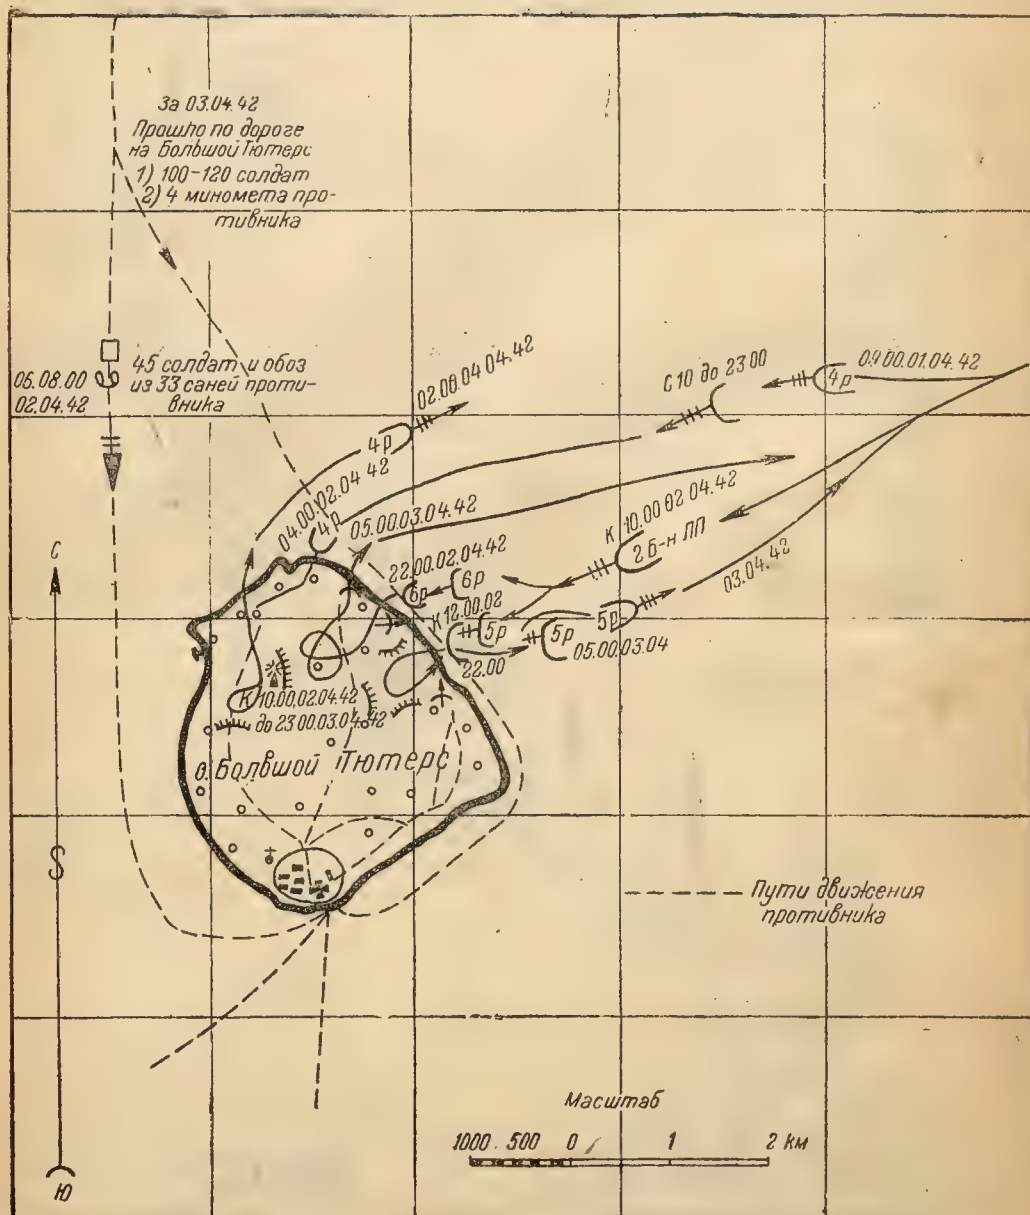 За 03.04.42
Прошло по дороге
на Большой Тютерс
1) 100-120 солдат
2) 4 миномета про-
тивника
06.08.00
02.04.42
45 солдат и обоз
из 33 саней проти-
вника
02.00.04.04.42
4р
С 10 до 23 00
4р
09.00.01.04.42
04.00.02.04 42
4р
05.00.03.04.42
К 10.00 02 04.42
2 Б-н ЛП
03.04.42
22.00.02.04.42
6р
6р
К 12.00.02
5р
22.00
5р
05.00.03.04
5р
К 10.00.02.04.42
до 23 00.03.04.42
о. Большой Тютерс
С
Ю
Пути движения
противника
Масштаб
1000 500 0 1 2 км